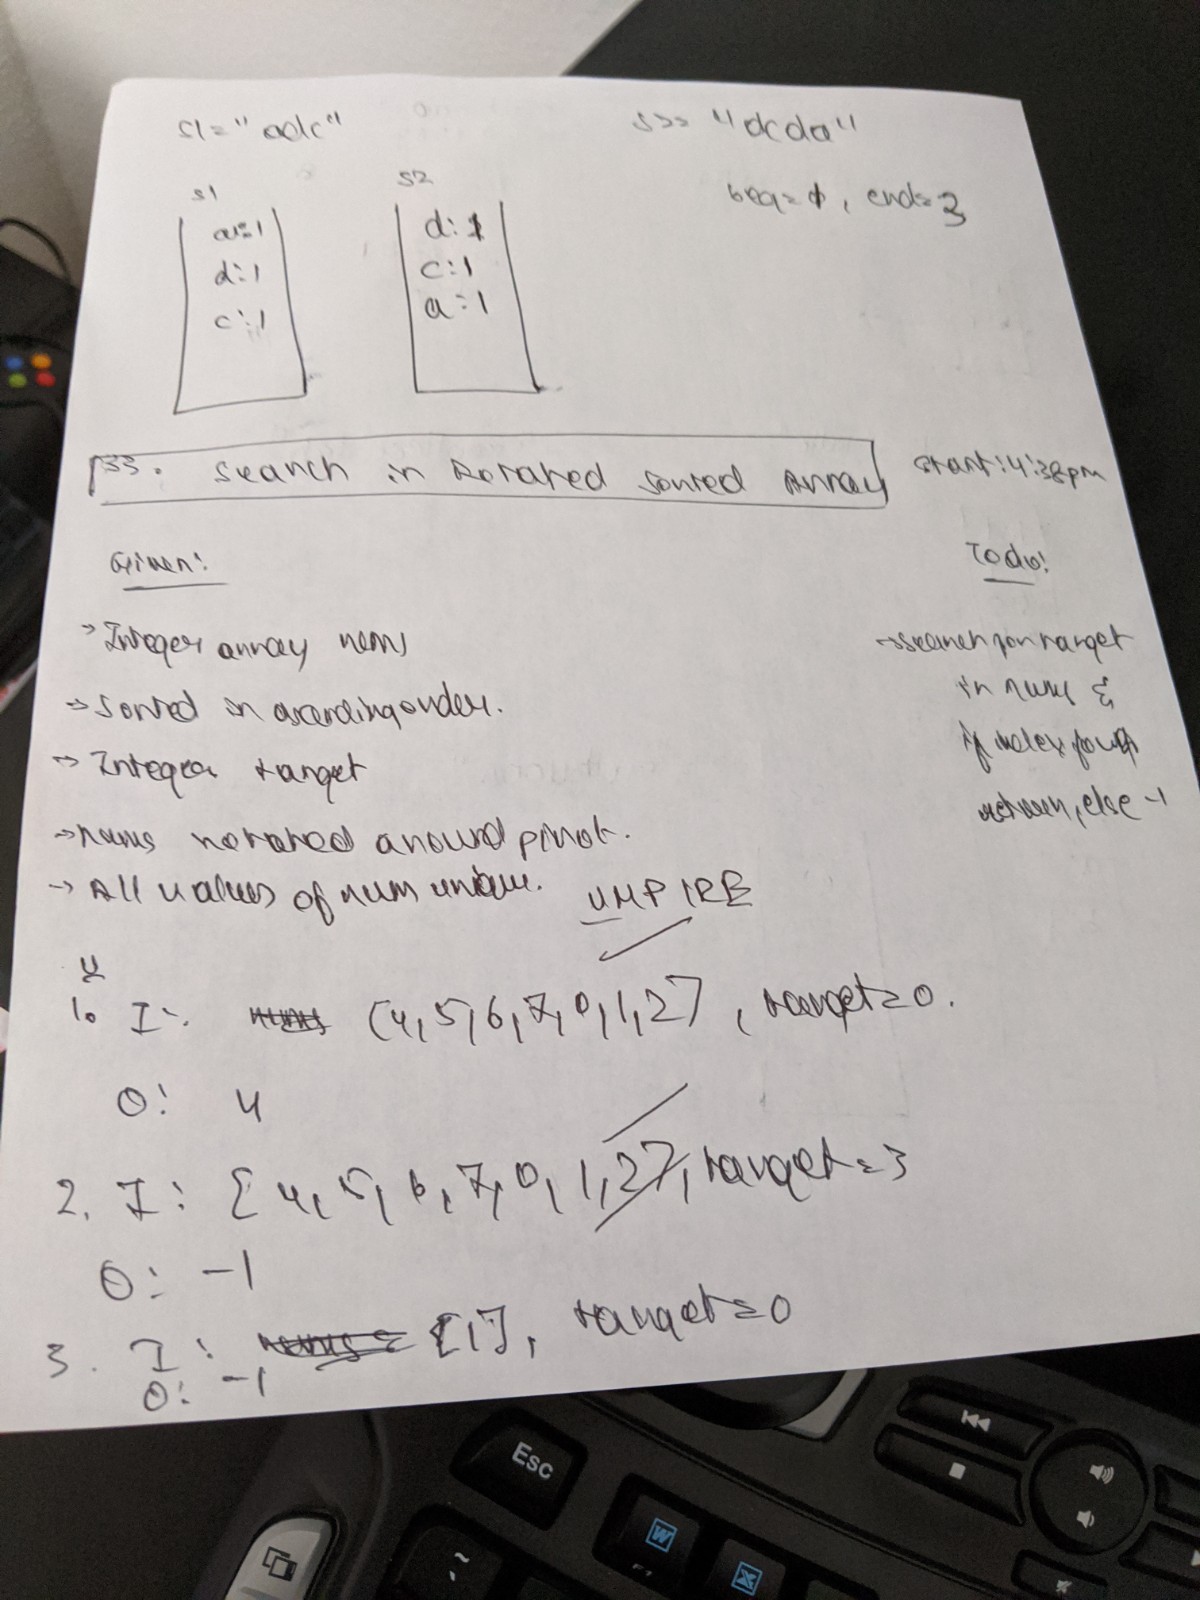 s1="adc" s2= "dcda"
s1 s2
beg=1, end=3
a:1 d:1
d:1 c:1
c:1 a:1
33. Search in Rotated Sorted Array start:4:38pm
Given: Todo:
→Integer array nums →search for target
→Sorted in ascending order. in nums &
→Integer target if index found
→nums rotated around pivot. return, else -1
→ All values of num unique. UMPIRE
U
1. I: [4,5,6,7,0,1,2], target=0.
O: 4
2. I: [4,5,6,7,0,1,2], target=3
O: -1
3. I: [1], target=0
O: -1
Esc
~
W
F1
X